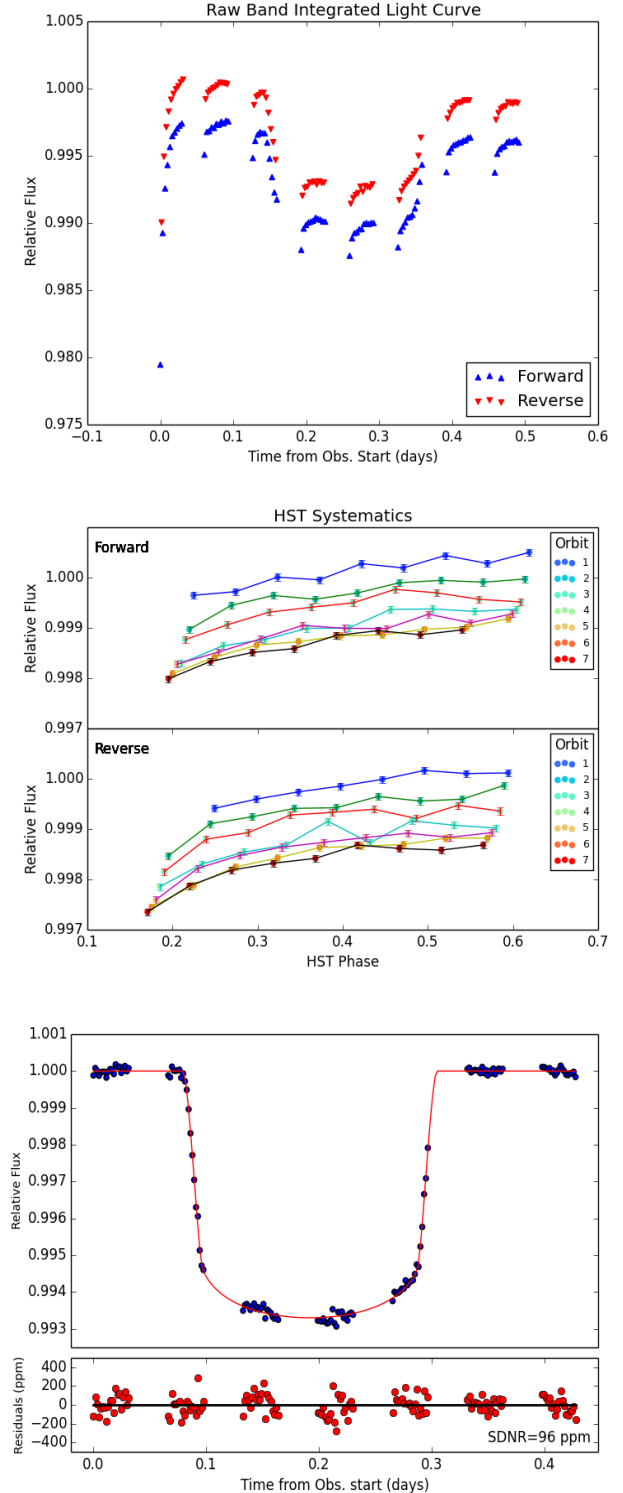 Raw Band Integrated Light Curve
1.005
1.000
0.995
0.990
0.985
0.980
0.975
Relative Flux
Forward
Reverse
−0.1 0.0 0.1 0.2 0.3 0.4 0.5 0.6
Time from Obs. Start (days)
HST Systematics
Forward
Orbit
1
2
3
4
5
6
7
1.000
0.999
0.998
0.997
Relative Flux
Reverse
Orbit
1
2
3
4
5
6
7
1.000
0.999
0.998
0.997
Relative Flux
0.1 0.2 0.3 0.4 0.5 0.6 0.7
HST Phase
1.001
1.000
0.999
0.998
0.997
0.996
0.995
0.994
0.993
Relative Flux
400
200
0
−200
−400
Residuals (ppm)
SDNR=96 ppm
0.0 0.1 0.2 0.3 0.4
Time from Obs. start (days)